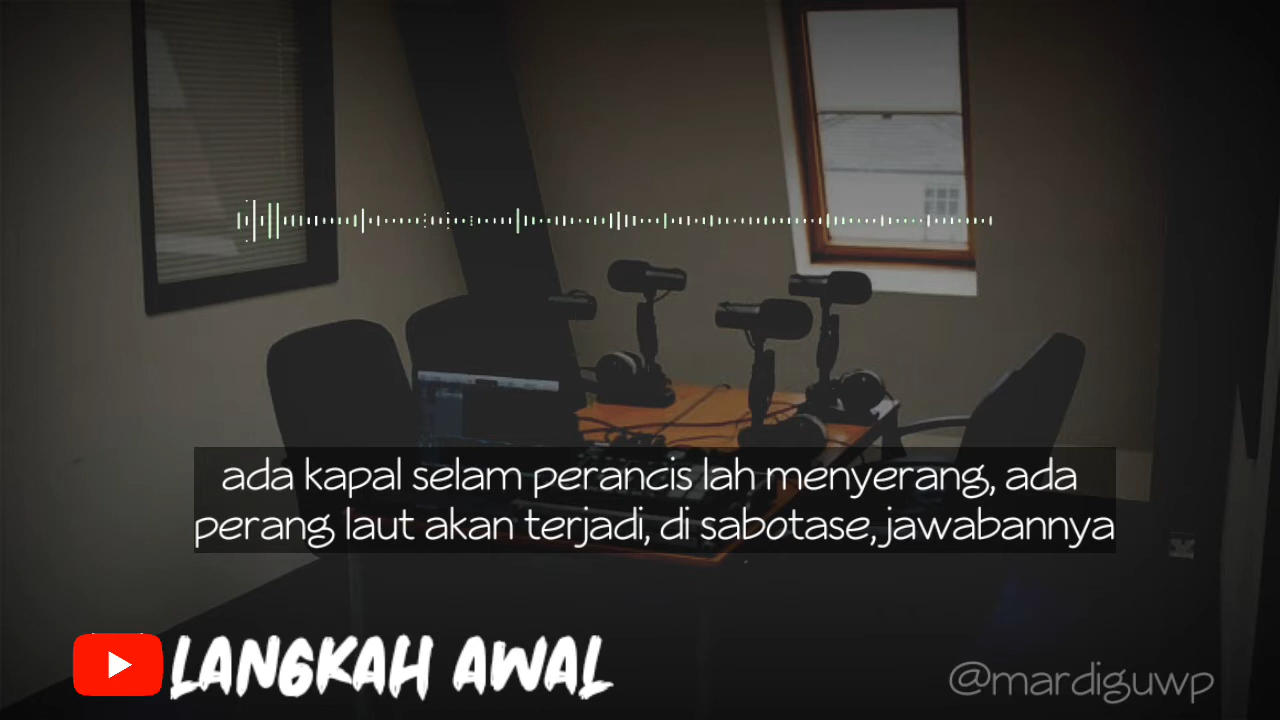 ada kapal selam perancis lah menyerang, ada
perang laut akan terjadi, di sabotase, jawabannya
LANGKAH AWAL
@mardiguwp